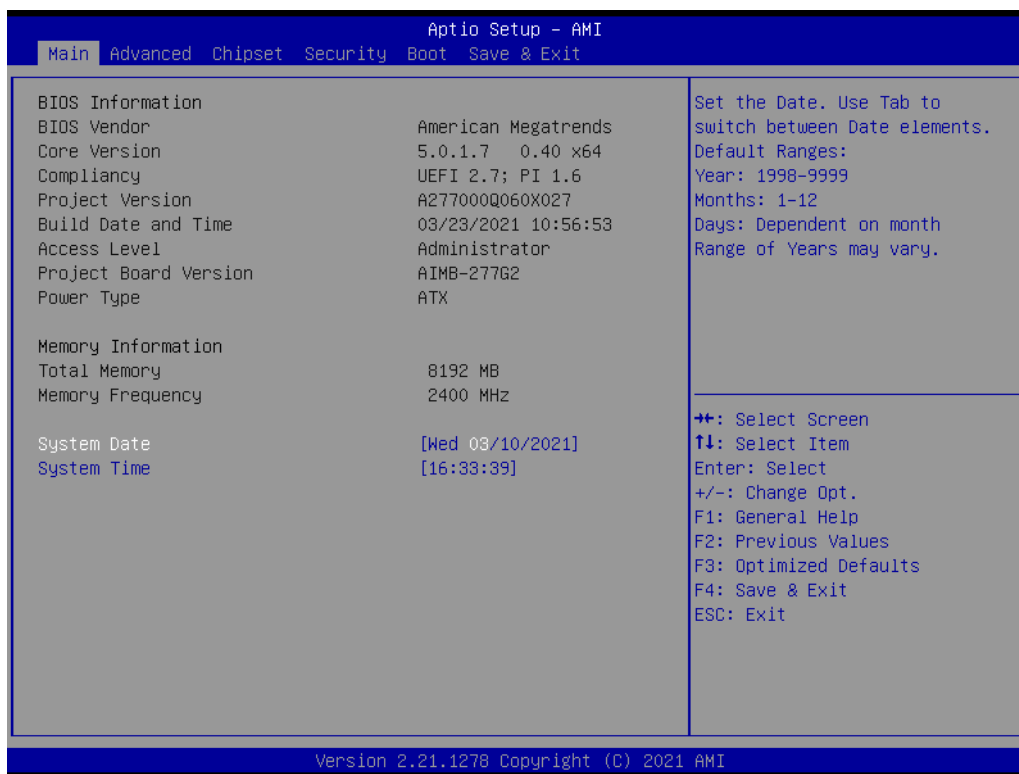 Aptio Setup - AMI
Main Advanced Chipset Security Boot Save & Exit
BIOS Information
BIOS Vendor American Megatrends
Core Version 5.0.1.7 0.40 x64
Compliancy UEFI 2.7; PI 1.6
Project Version A277000Q060X027
Build Date and Time 03/23/2021 10:56:53
Access Level Administrator
Project Board Version AIMB-277G2
Power Type ATX
Memory Information
Total Memory 8192 MB
Memory Frequency 2400 MHz
System Date [Wed 03/10/2021]
System Time [16:33:39]
Set the Date. Use Tab to
switch between Date elements.
Default Ranges:
Year: 1998-9999
Months: 1-12
Days: Dependent on month
Range of Years may vary.
→←: Select Screen
↑↓: Select Item
Enter: Select
+/-: Change Opt.
F1: General Help
F2: Previous Values
F3: Optimized Defaults
F4: Save & Exit
ESC: Exit
Version 2.21.1278 Copyright (C) 2021 AMI